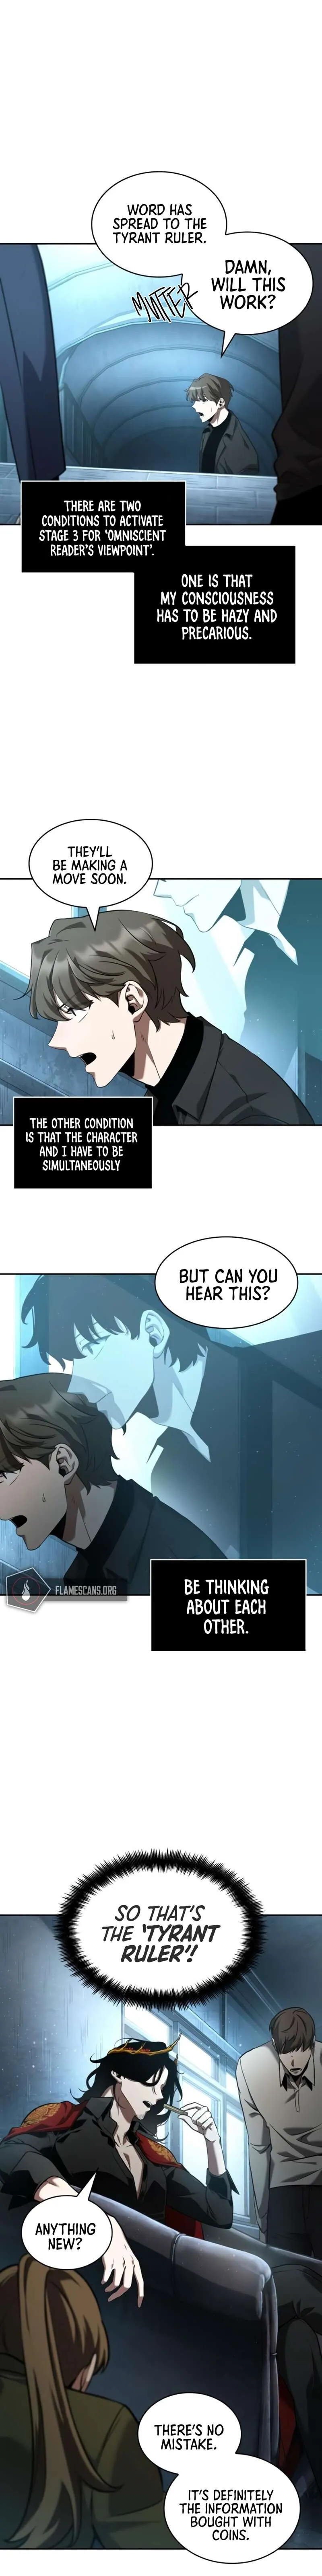 WORD HAS
SPREAD TO THE
TYRANT RULER.
DAMN,
WILL THIS
WORK?
MUTTER
THERE ARE TWO
CONDITIONS TO ACTIVATE
STAGE 3 FOR 'OMNISCIENT
READER'S VIEWPOINT'.
ONE IS THAT
MY CONSCIOUSNESS
HAS TO BE HAZY AND
PRECARIOUS.
THEY'LL
BE MAKING A
MOVE SOON.
THE OTHER CONDITION
IS THAT THE CHARACTER
AND I HAVE TO BE
SIMULTANEOUSLY
BUT CAN YOU
HEAR THIS?
FLAMESCANS.ORG
BE THINKING
ABOUT EACH
OTHER.
SO THAT'S
THE 'TYRANT
RULER'!
ANYTHING
NEW?
THERE'S NO
MISTAKE.
IT'S DEFINITELY
THE INFORMATION
BOUGHT WITH
COINS.